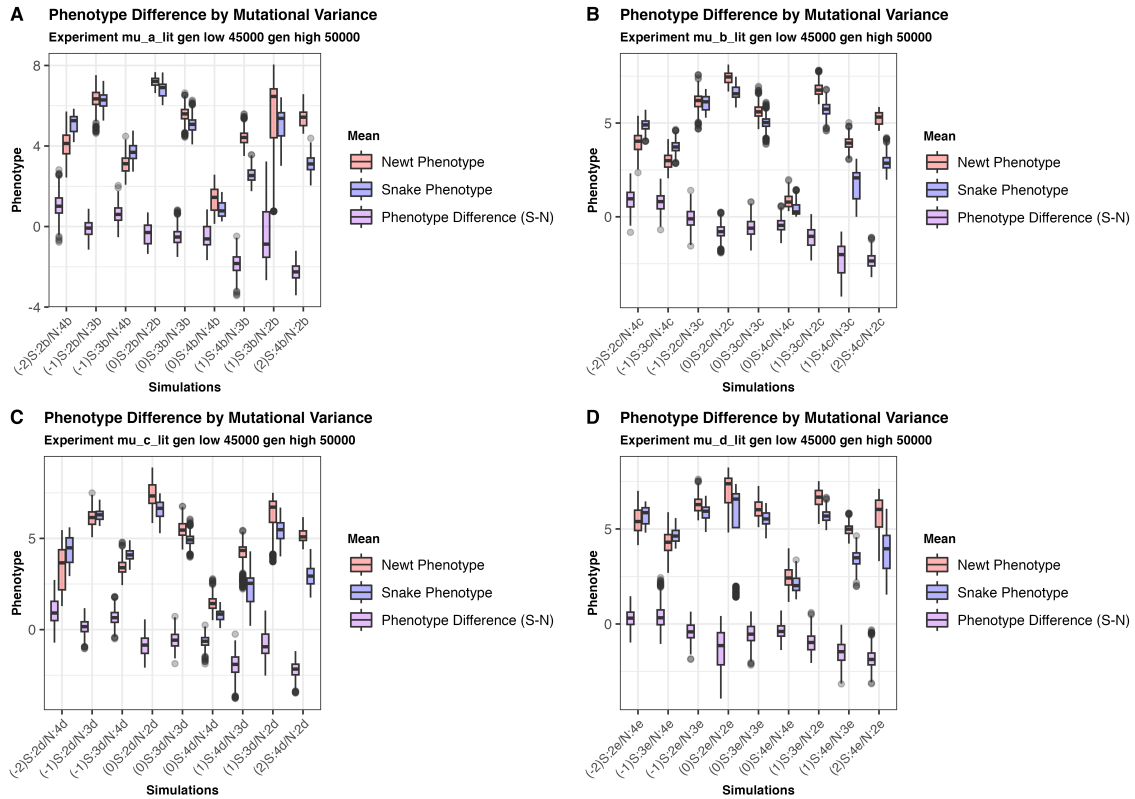 A
Phenotype Difference by Mutational Variance
Experiment mu_a_lit gen low 45000 gen high 50000
Phenotype
8
4
0
-4
(-2)S:2b/N:4b
(-1)S:2b/N:3b
(-1)S:3b/N:4b
(0)S:2b/N:2b
(0)S:3b/N:3b
(0)S:4b/N:4b
(1)S:4b/N:3b
(1)S:3b/N:2b
(2)S:4b/N:2b
Simulations
Mean
Newt Phenotype
Snake Phenotype
Phenotype Difference (S-N)
B
Phenotype Difference by Mutational Variance
Experiment mu_b_lit gen low 45000 gen high 50000
Phenotype
5
0
(-2)S:2c/N:4c
(-1)S:3c/N:4c
(-1)S:2c/N:3c
(0)S:2c/N:2c
(0)S:3c/N:3c
(0)S:4c/N:4c
(1)S:3c/N:2c
(1)S:4c/N:3c
(2)S:4c/N:2c
Simulations
Mean
Newt Phenotype
Snake Phenotype
Phenotype Difference (S-N)
C
Phenotype Difference by Mutational Variance
Experiment mu_c_lit gen low 45000 gen high 50000
Phenotype
5
0
(-2)S:2d/N:4d
(-1)S:2d/N:3d
(-1)S:3d/N:4d
(0)S:2d/N:2d
(0)S:3d/N:3d
(0)S:4d/N:4d
(1)S:4d/N:3d
(1)S:3d/N:2d
(2)S:4d/N:2d
Simulations
Mean
Newt Phenotype
Snake Phenotype
Phenotype Difference (S-N)
D
Phenotype Difference by Mutational Variance
Experiment mu_d_lit gen low 45000 gen high 50000
Phenotype
5
0
(-2)S:2e/N:4e
(-1)S:3e/N:4e
(-1)S:2e/N:3e
(0)S:2e/N:2e
(0)S:3e/N:3e
(0)S:4e/N:4e
(1)S:3e/N:2e
(1)S:4e/N:3e
(2)S:4e/N:2e
Simulations
Mean
Newt Phenotype
Snake Phenotype
Phenotype Difference (S-N)